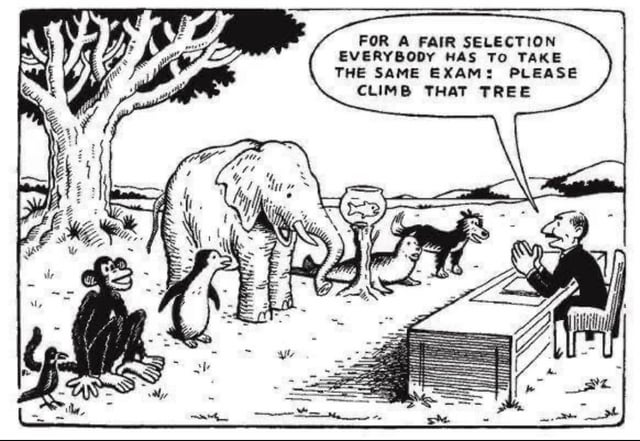 FOR A FAIR SELECTION
EVERYBODY HAS TO TAKE
THE SAME EXAM: PLEASE
CLIMB THAT TREE